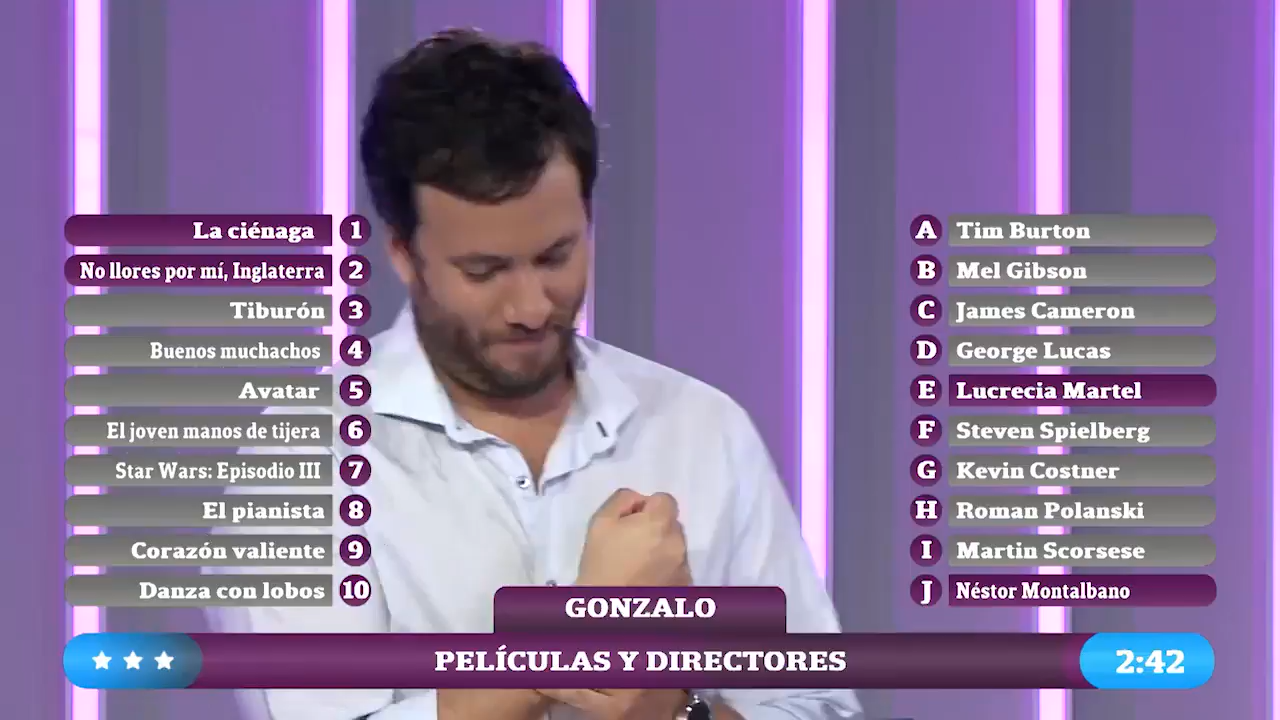 La ciénaga 1
No llores por mí, Inglaterra 2
Tiburón 3
Buenos muchachos 4
Avatar 5
El joven manos de tijera 6
Star Wars: Episodio III 7
El pianista 8
Corazón valiente 9
Danza con lobos 10
A Tim Burton
B Mel Gibson
C James Cameron
D George Lucas
E Lucrecia Martel
F Steven Spielberg
G Kevin Costner
H Roman Polanski
I Martin Scorsese
J Néstor Montalbano
GONZALO
PELÍCULAS Y DIRECTORES
2:42